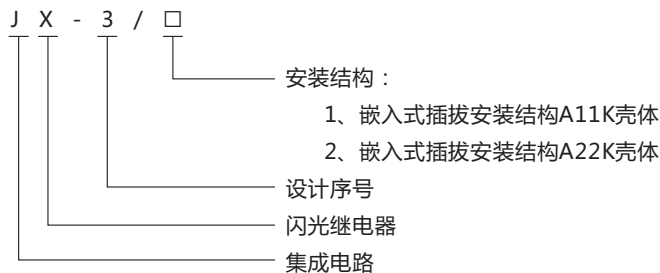 J X - 3 / □
安装结构：
1、嵌入式插拔安装结构A11K壳体
2、嵌入式插拔安装结构A22K壳体
设计序号
闪光继电器
集成电路